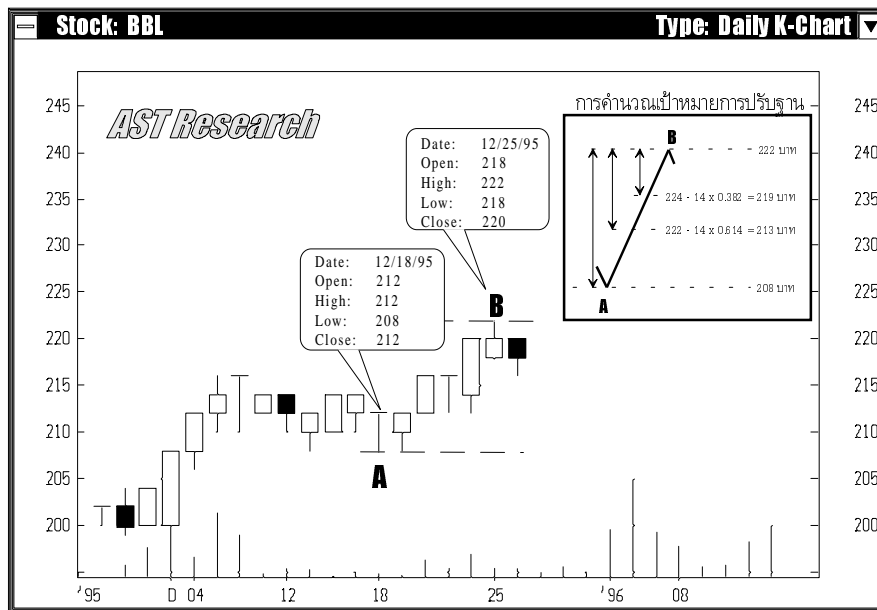 Stock: BBL
Type: Daily K-Chart
AST Research
การคำนวณเป้าหมายการปรับฐาน
B
222 บาท
224 - 14 x 0.382 = 219 บาท
222 - 14 x 0.614 = 213 บาท
208 บาท
A
Date: 12/25/95
Open: 218
High: 222
Low: 218
Close: 220
Date: 12/18/95
Open: 212
High: 212
Low: 208
Close: 212
B
A
245
240
235
230
225
220
215
210
205
200
245
240
235
230
225
220
215
210
205
200
'95 D 04 12 18 25 '96 08